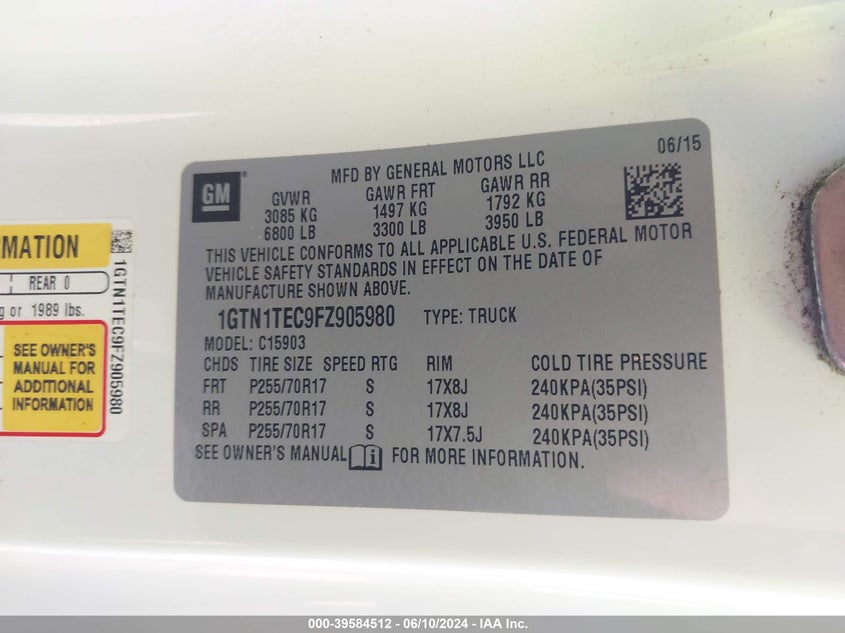 06/15
MFD BY GENERAL MOTORS LLC
GM ®
GVWR GAWR FRT GAWR RR
3085 KG 1497 KG 1792 KG
6800 LB 3300 LB 3950 LB
THIS VEHICLE CONFORMS TO ALL APPLICABLE U.S. FEDERAL MOTOR
VEHICLE SAFETY STANDARDS IN EFFECT ON THE DATE OF
MANUFACTURE SHOWN ABOVE.
1GTN1TEC9FZ905980 TYPE: TRUCK
MODEL: C15903
CHDS TIRE SIZE SPEED RTG RIM COLD TIRE PRESSURE
FRT P255/70R17 S 17X8J 240KPA(35PSI)
RR P255/70R17 S 17X8J 240KPA(35PSI)
SPA P255/70R17 S 17X7.5J 240KPA(35PSI)
SEE OWNER'S MANUAL FOR MORE INFORMATION.
REAR 0
or 1989 lbs.
SEE OWNER'S
MANUAL FOR
ADDITIONAL
INFORMATION
1GTN1TEC9FZ905980
000-39584512 - 06/10/2024 - IAA Inc.